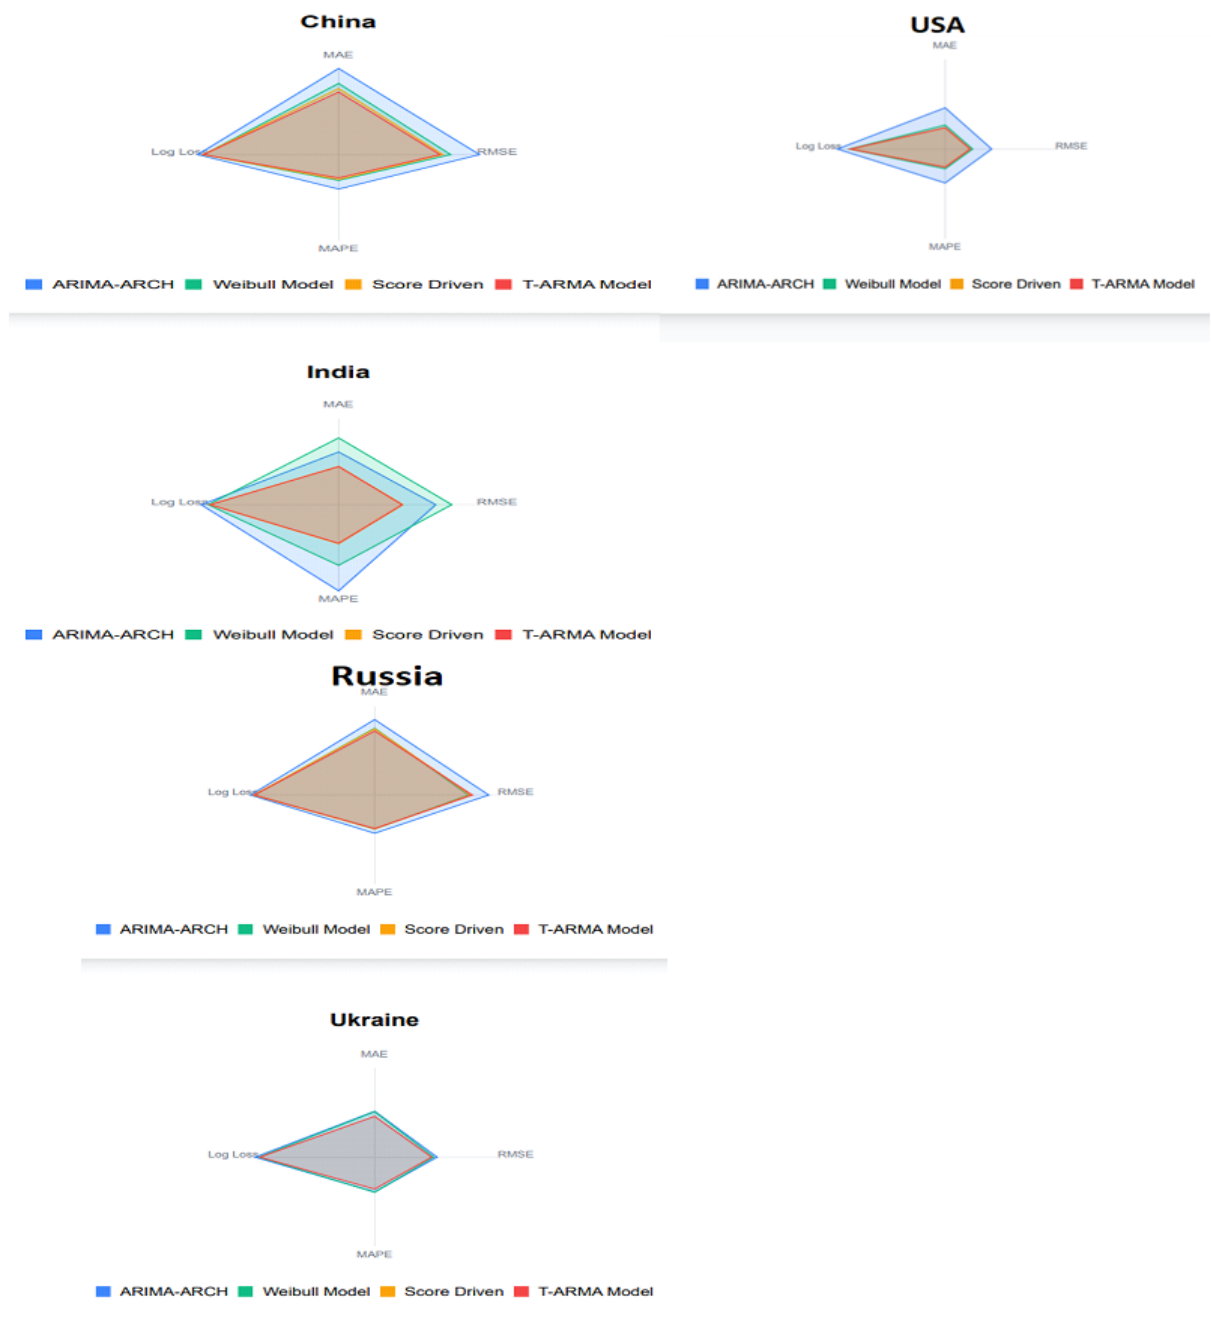 China
MAE
Log Loss
RMSE
MAPE
ARIMA-ARCH Weibull Model Score Driven T-ARMA Model
USA
MAE
Log Loss
RMSE
MAPE
ARIMA-ARCH Weibull Model Score Driven T-ARMA Model
India
MAE
Log Loss
RMSE
MAPE
ARIMA-ARCH Weibull Model Score Driven T-ARMA Model
Russia
MAE
Log Loss
RMSE
MAPE
ARIMA-ARCH Weibull Model Score Driven T-ARMA Model
Ukraine
MAE
Log Loss
RMSE
MAPE
ARIMA-ARCH Weibull Model Score Driven T-ARMA Model